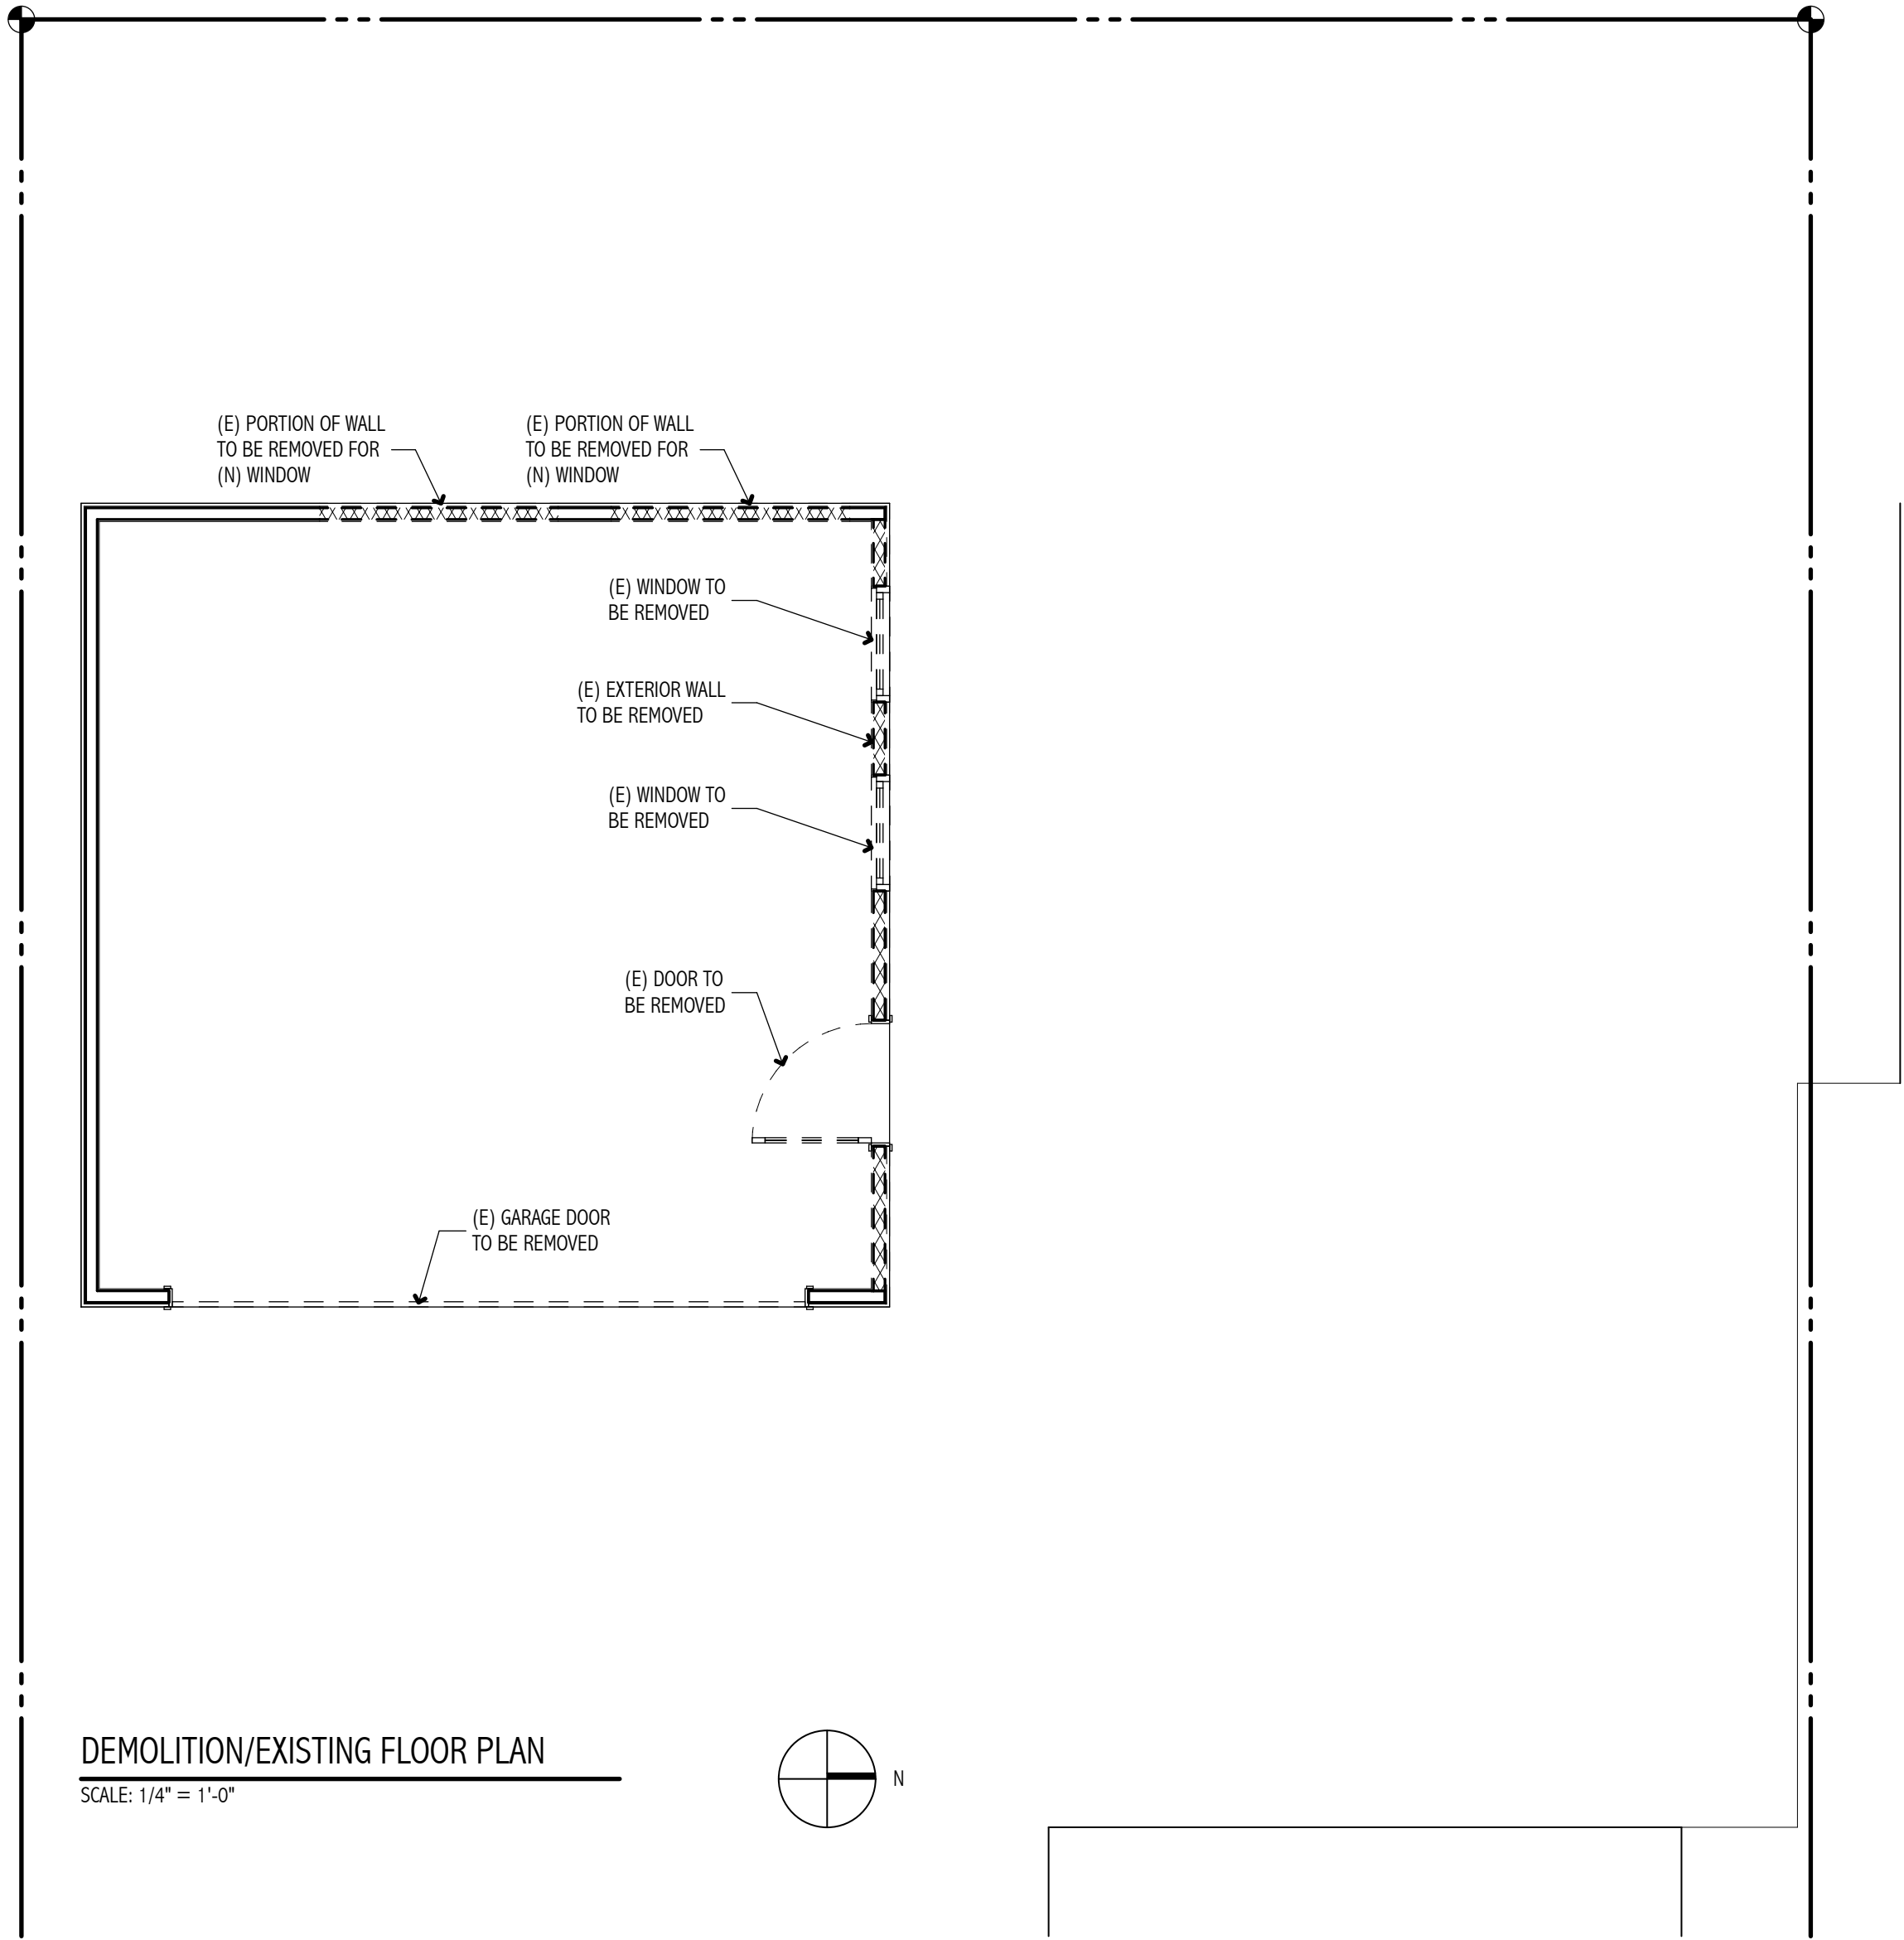 (E) PORTION OF WALL
TO BE REMOVED FOR
(N) WINDOW
(E) PORTION OF WALL
TO BE REMOVED FOR
(N) WINDOW
(E) WINDOW TO
BE REMOVED
(E) EXTERIOR WALL
TO BE REMOVED
(E) WINDOW TO
BE REMOVED
(E) DOOR TO
BE REMOVED
(E) GARAGE DOOR
TO BE REMOVED
DEMOLITION/EXISTING FLOOR PLAN
SCALE: 1/4" = 1'-0"
N